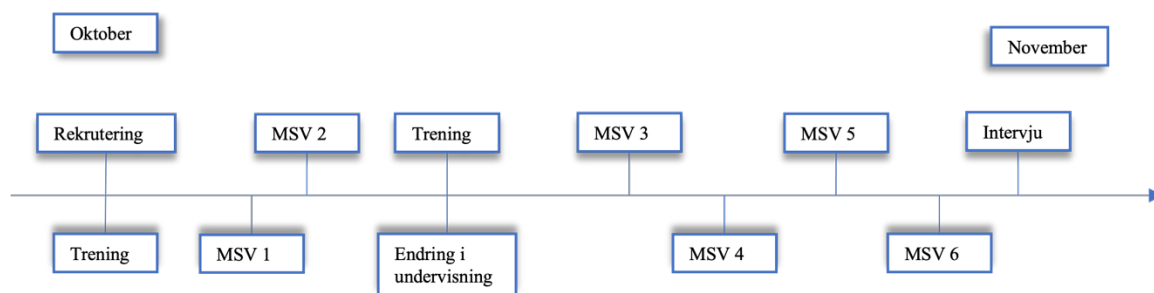 Oktober
November
Rekrutering
MSV 2
Trening
MSV 3
MSV 5
Intervju
Trening
MSV 1
Endring i
undervisning
MSV 4
MSV 6